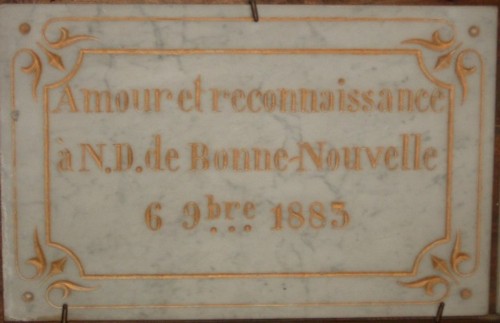 Amour et reconnaissance
à N.D. de Bonne-Nouvelle
6 9bre 1883